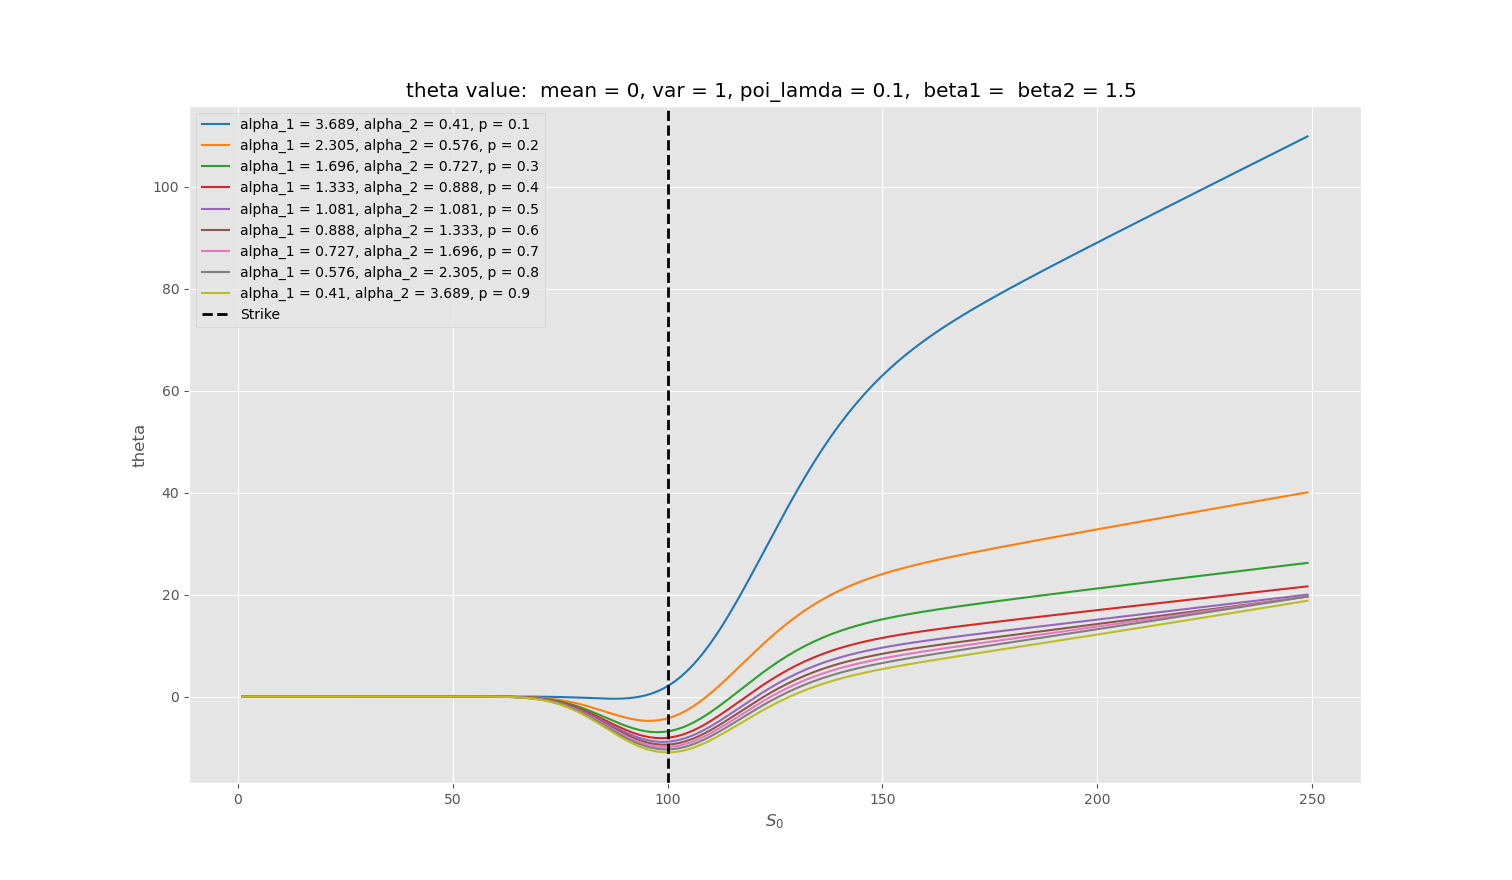 theta value:  mean = 0, var = 1, poi_lamda = 0.1,  beta1 =  beta2 = 1.5
alpha_1 = 3.689, alpha_2 = 0.41, p = 0.1
alpha_1 = 2.305, alpha_2 = 0.576, p = 0.2
alpha_1 = 1.696, alpha_2 = 0.727, p = 0.3
alpha_1 = 1.333, alpha_2 = 0.888, p = 0.4
alpha_1 = 1.081, alpha_2 = 1.081, p = 0.5
alpha_1 = 0.888, alpha_2 = 1.333, p = 0.6
alpha_1 = 0.727, alpha_2 = 1.696, p = 0.7
alpha_1 = 0.576, alpha_2 = 2.305, p = 0.8
alpha_1 = 0.41, alpha_2 = 3.689, p = 0.9
Strike
100
80
60
40
20
0
theta
0 50 100 150 200 250
S₀